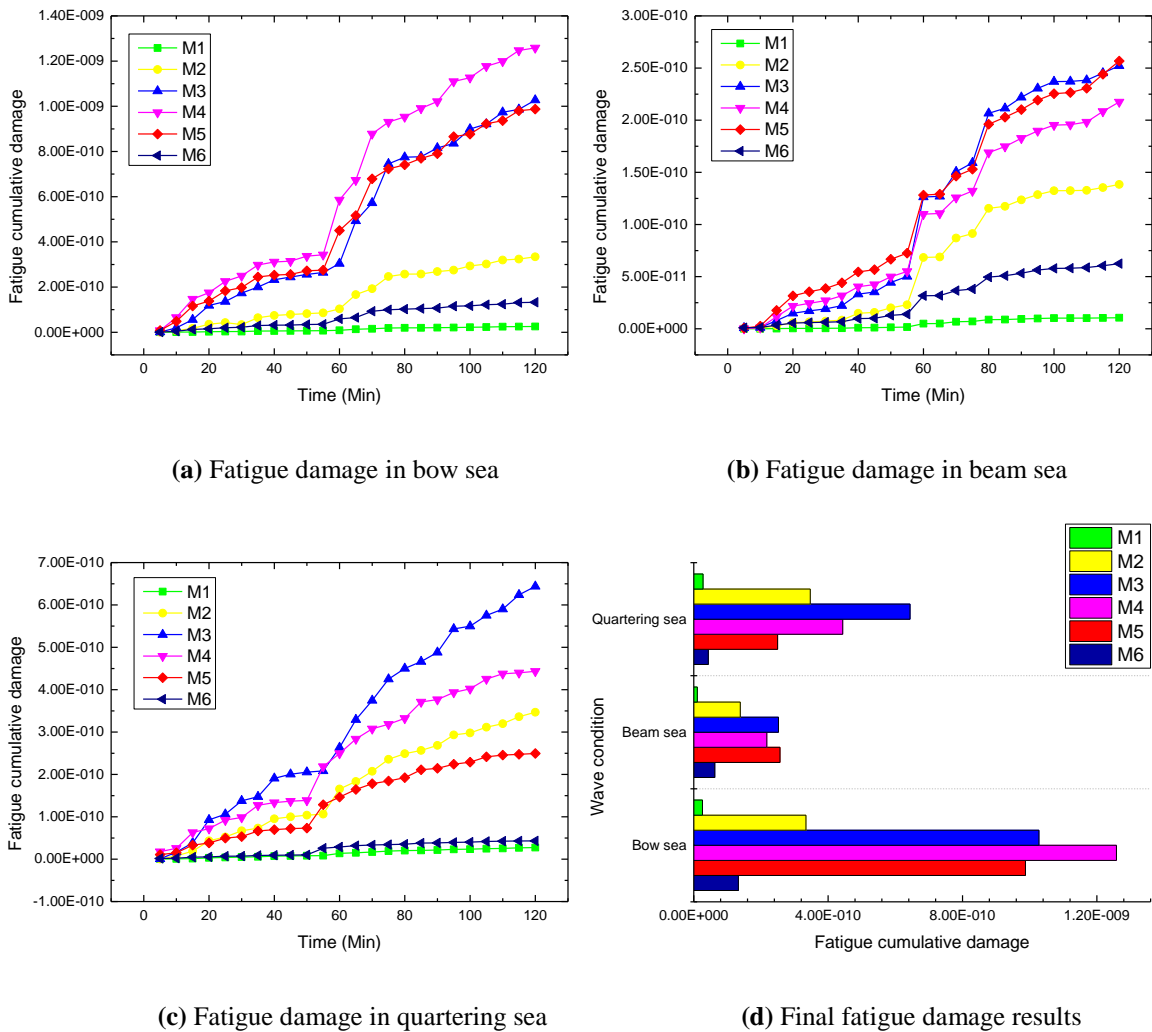 1.40E-009
1.20E-009
1.00E-009
8.00E-010
6.00E-010
4.00E-010
2.00E-010
0.00E+000
Fatigue cumulative damage
M1
M2
M3
M4
M5
M6
0 20 40 60 80 100 120
Time (Min)
(a) Fatigue damage in bow sea
3.00E-010
2.50E-010
2.00E-010
1.50E-010
1.00E-010
5.00E-011
0.00E+000
Fatigue cumulative damage
M1
M2
M3
M4
M5
M6
0 20 40 60 80 100 120
Time (Min)
(b) Fatigue damage in beam sea
7.00E-010
6.00E-010
5.00E-010
4.00E-010
3.00E-010
2.00E-010
1.00E-010
0.00E+000
-1.00E-010
Fatigue cumulative damage
M1
M2
M3
M4
M5
M6
0 20 40 60 80 100 120
Time (Min)
(c) Fatigue damage in quartering sea
M1
M2
M3
M4
M5
M6
Wave condition
Quartering sea
Beam sea
Bow sea
0.00E+000 4.00E-010 8.00E-010 1.20E-009
Fatigue cumulative damage
(d) Final fatigue damage results